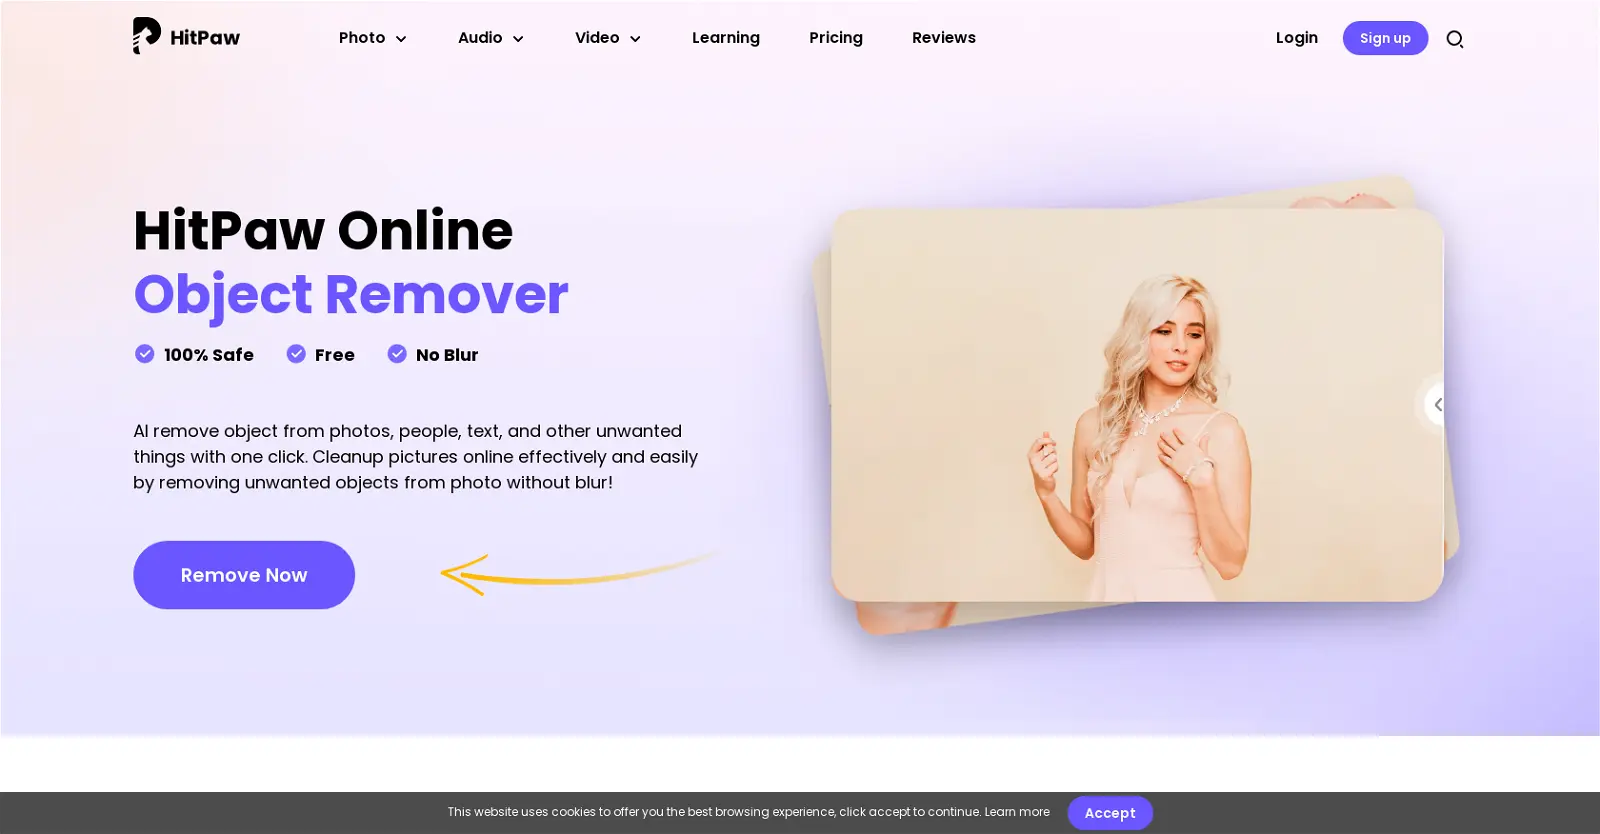 HitPaw
Photo
Audio
Video
Learning
Pricing
Reviews
Login
Sign up
HitPaw Online
Object Remover
100% Safe
Free
No Blur
AI remove object from photos, people, text, and other unwanted
things with one click. Cleanup pictures online effectively and easily
by removing unwanted objects from photo without blur!
Remove Now
This website uses cookies to offer you the best browsing experience, click accept to continue. Learn more
Accept